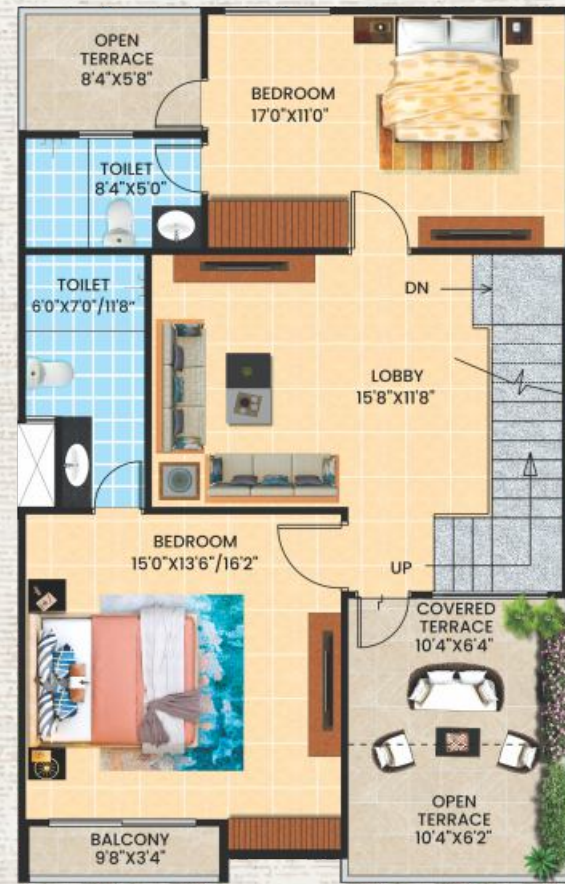 OPEN
TERRACE
8'4"X5'8"
BEDROOM
17'0"X11'0"
TOILET
8'4"X5'0"
TOILET
6'0"X7'0"/11'8"
DN
LOBBY
15'8"X11'8"
BEDROOM
15'0"X13'6"/16'2"
UP
COVERED
TERRACE
10'4"X6'4"
OPEN
TERRACE
10'4"X6'2"
BALCONY
9'8"X3'4"